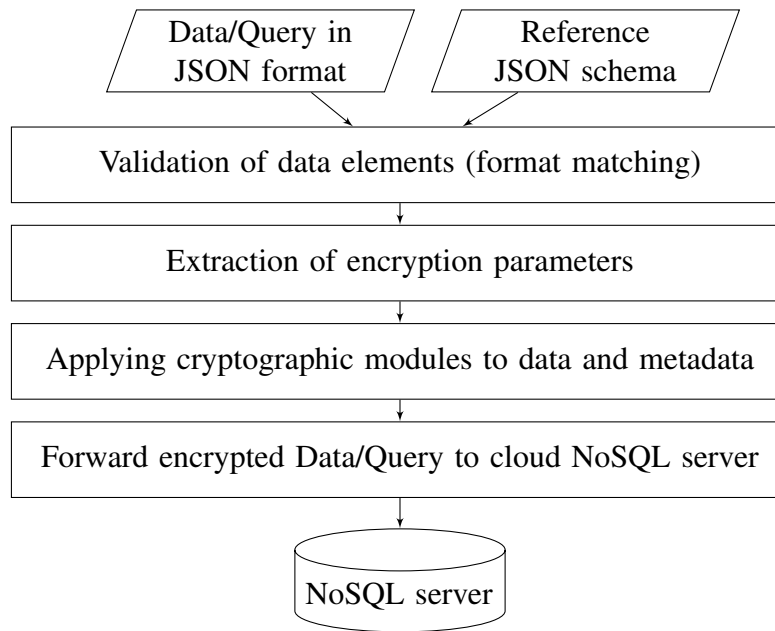 Data/Query in
JSON format
Reference
JSON schema
Validation of data elements (format matching)
Extraction of encryption parameters
Applying cryptographic modules to data and metadata
Forward encrypted Data/Query to cloud NoSQL server
NoSQL server